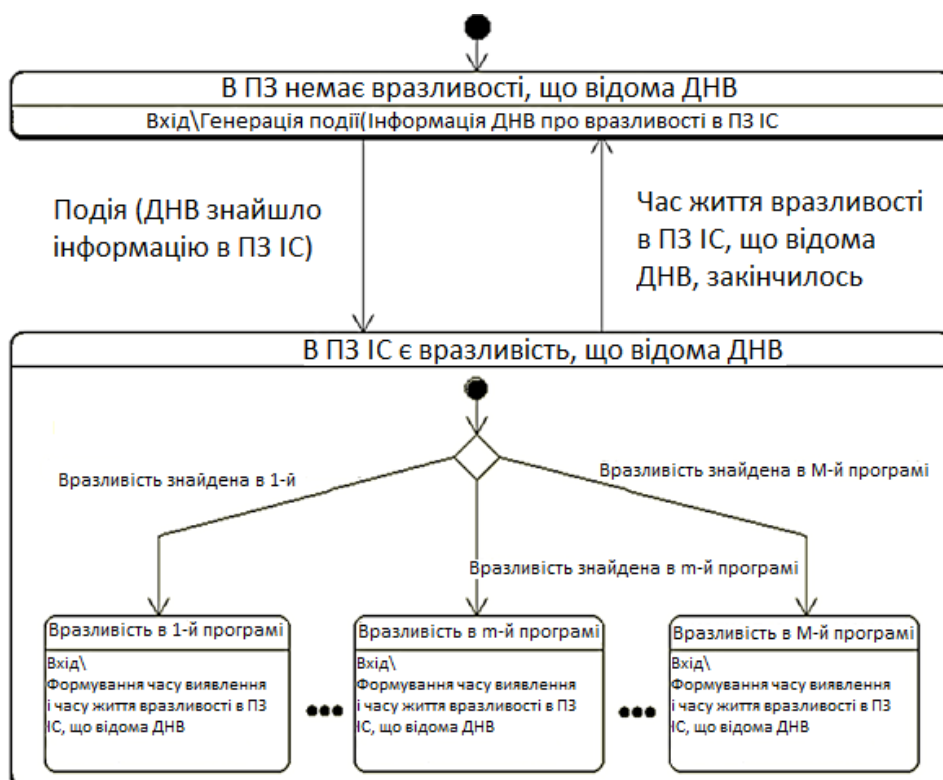 В ПЗ немає вразливості, що відома ДНВ
Вхід\Генерація події(Інформація ДНВ про вразливості в ПЗ ІС
Подія (ДНВ знайшло
інформацію в ПЗ ІС)
Час життя вразливості
в ПЗ ІС, що відома
ДНВ, закінчилось
В ПЗ ІС є вразливість, що відома ДНВ
Вразливість знайдена в 1-й
Вразливість знайдена в М-й програмі
Вразливість знайдена в m-й програмі
Вразливість в 1-й програмі
Вхід\
Формування часу виявлення
і часу життя вразливості в ПЗ
ІС, що відома ДНВ
Вразливість в m-й програмі
Вхід\
Формування часу виявлення
і часу життя вразливості в ПЗ
ІС, що відома ДНВ
Вразливість в М-й програмі
Вхід\
Формування часу виявлення
і часу життя вразливості в ПЗ
ІС, що відома ДНВ